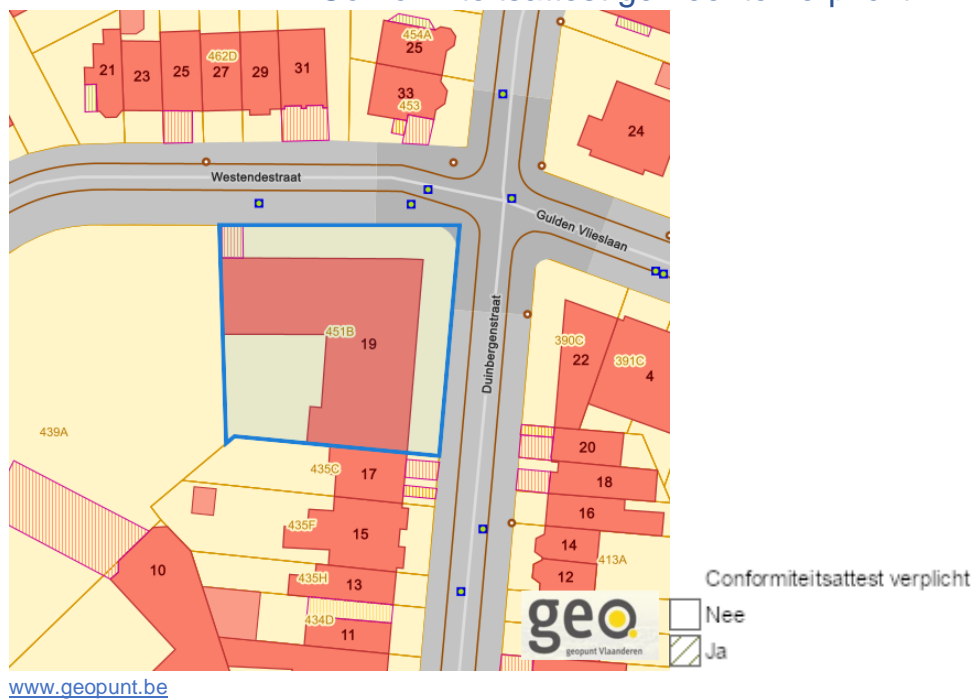 454A
25
462D
21
23
25
27
29
31
33
453
24
Westendestraat
Gulden Vlieslaan
Duinbergenstraat
451B
19
390C
22
391C
4
439A
435C
17
20
18
16
435F
15
14
413A
10
435H
13
12
434D
11
Conformiteitsattest verplicht
geo.
geopunt Vlaanderen
Nee
Ja
www.geopunt.be